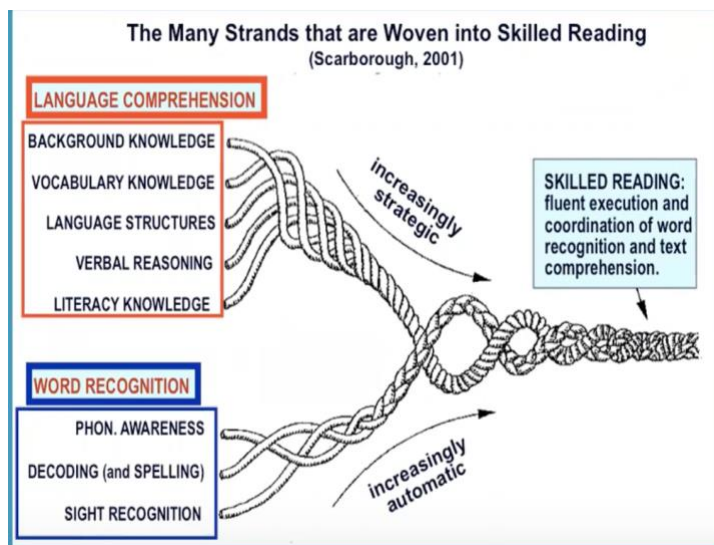 The Many Strands that are Woven into Skilled Reading
(Scarborough, 2001)
LANGUAGE COMPREHENSION
BACKGROUND KNOWLEDGE
VOCABULARY KNOWLEDGE
LANGUAGE STRUCTURES
VERBAL REASONING
LITERACY KNOWLEDGE
increasingly
strategic
SKILLED READING:
fluent execution and
coordination of word
recognition and text
comprehension.
WORD RECOGNITION
PHON. AWARENESS
DECODING (and SPELLING)
SIGHT RECOGNITION
increasingly
automatic